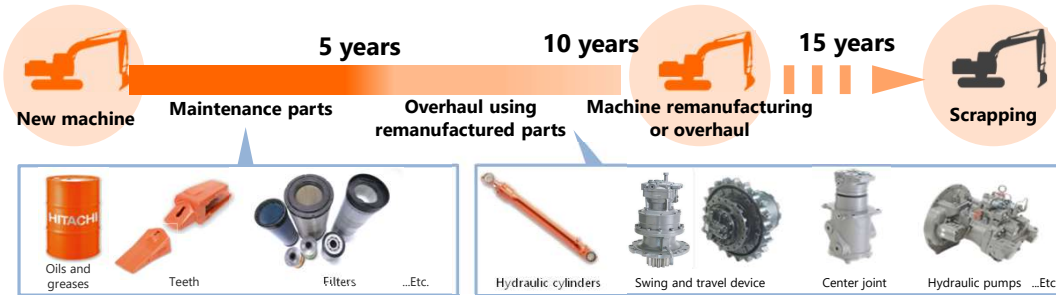 5 years
10 years
15 years
New machine
Maintenance parts
Overhaul using
remanufactured parts
Machine remanufacturing
or overhaul
Scrapping
HITACHI
Oils and
greases
Teeth
Filters
...Etc.
Hydraulic cylinders
Swing and travel device
Center joint
Hydraulic pumps
...Etc